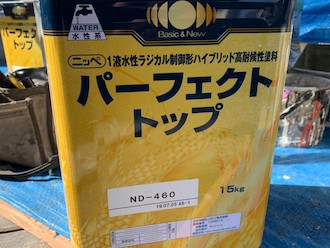 WATER
水性系
Basic & New
ニッペ 1液水性ラジカル制御形ハイブリッド高耐候性塗料
パーフェクト
トップ
ND-460
15kg
パーフェクト
トップ